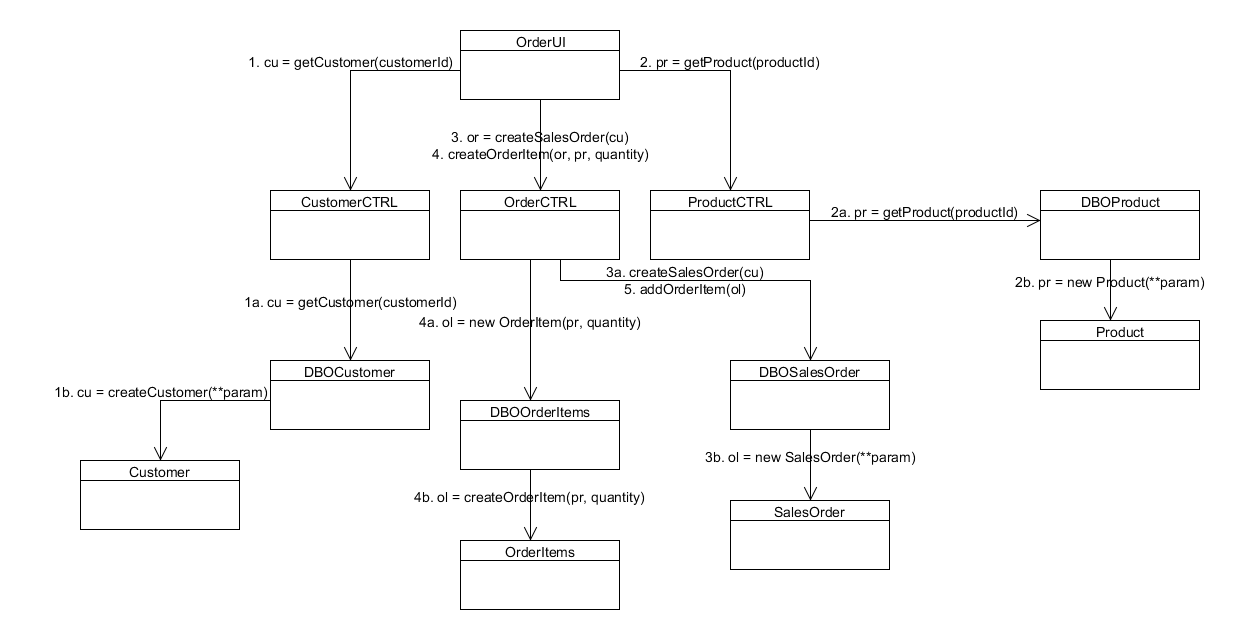 OrderUI
1. cu = getCustomer(customerId)
2. pr = getProduct(productId)
3. or = createSalesOrder(cu)
4. createOrderItem(or, pr, quantity)
CustomerCTRL
OrderCTRL
ProductCTRL
DBOProduct
2a. pr = getProduct(productId)
3a. createSalesOrder(cu)
5. addOrderItem(ol)
2b. pr = new Product(**param)
1a. cu = getCustomer(customerId)
4a. ol = new OrderItem(pr, quantity)
Product
DBOCustomer
DBOSalesOrder
1b. cu = createCustomer(**param)
DBOOrderItems
3b. ol = new SalesOrder(**param)
Customer
4b. ol = createOrderItem(pr, quantity)
SalesOrder
OrderItems